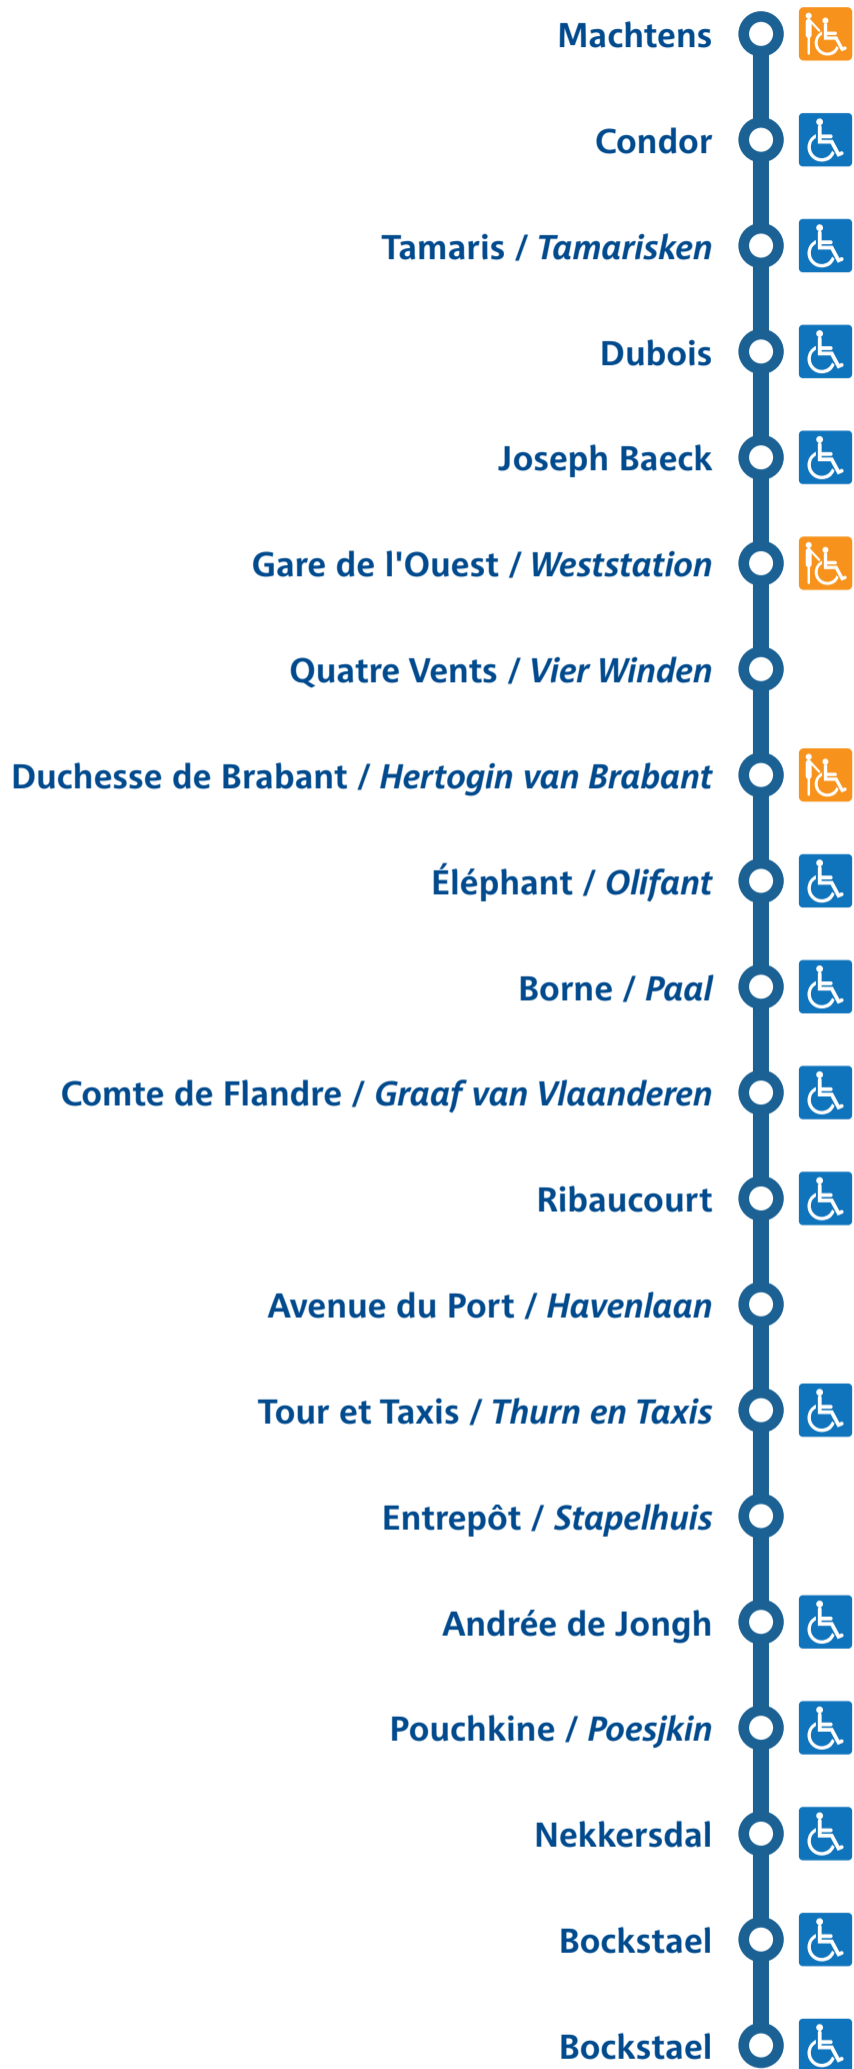 Machtens
Condor
Tamaris / Tamarisken
Dubois
Joseph Baeck
Gare de l'Ouest / Weststation
Quatre Vents / Vier Winden
Duchesse de Brabant / Hertogin van Brabant
Éléphant / Olifant
Borne / Paal
Comte de Flandre / Graaf van Vlaanderen
Ribaucourt
Avenue du Port / Havenlaan
Tour et Taxis / Thurn en Taxis
Entrepôt / Stapelhuis
Andrée de Jongh
Pouchkine / Poesjkin
Nekkersdal
Bockstael
Bockstael